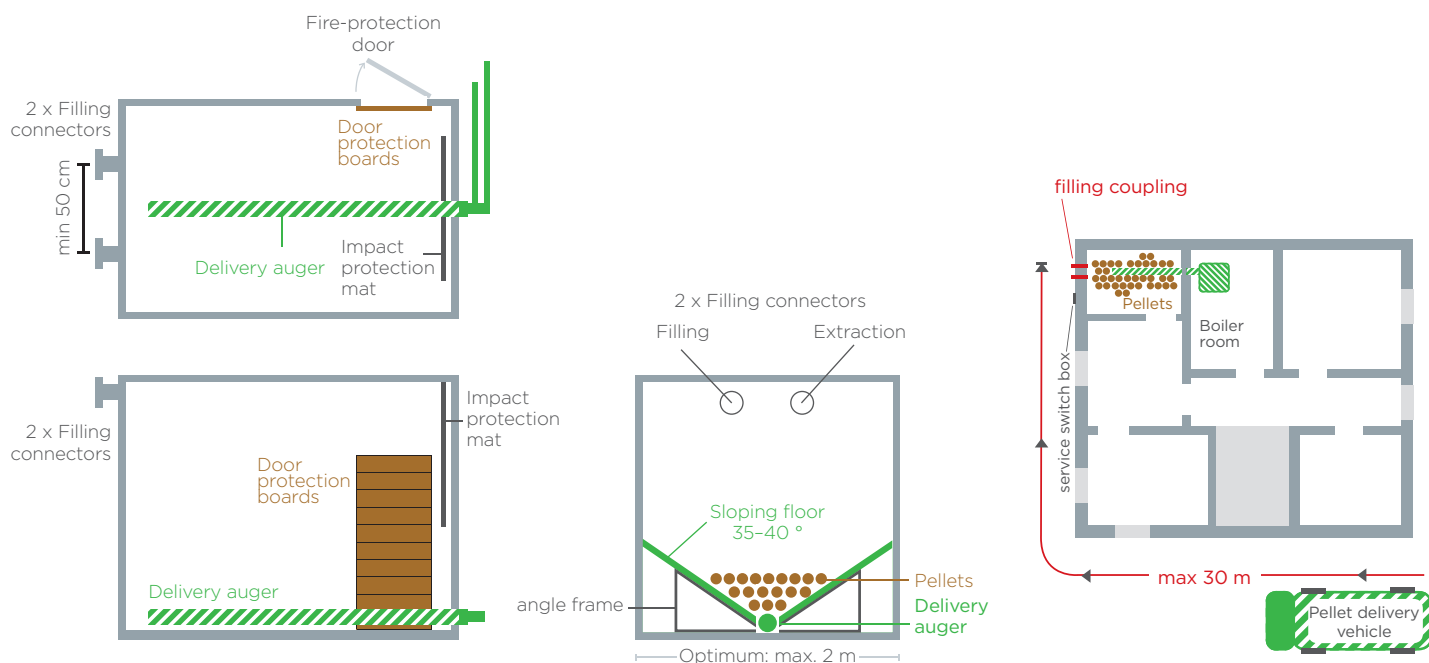 Fire-protection
door
2 x Filling
connectors
Door
protection
boards
min 50 cm
Delivery auger
Impact
protection
mat
2 x Filling
connectors
Impact
protection
mat
Door
protection
boards
Delivery auger
2 x Filling connectors
Filling
Extraction
Sloping floor
35–40 °
Pellets
angle frame
Delivery
auger
Optimum: max. 2 m
filling coupling
Pellets
Boiler
room
service switch box
max 30 m
Pellet delivery
vehicle